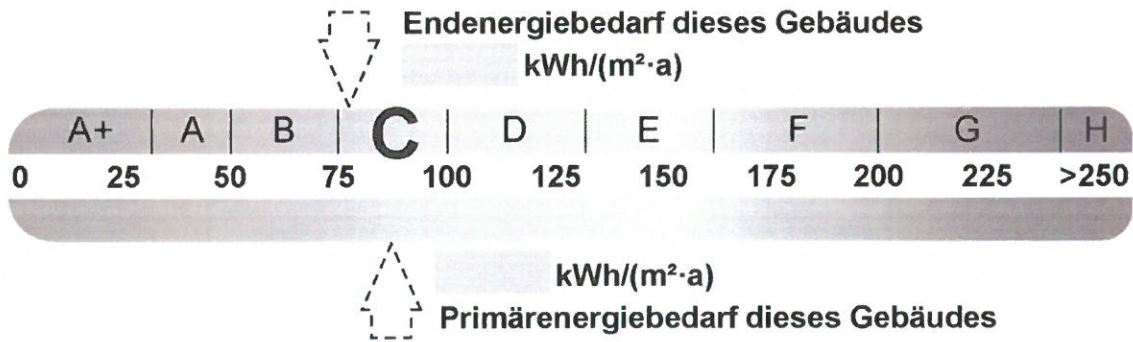 Endenergiebedarf dieses Gebäudes
kWh/(m²·a)
A+ A B C D E F G H
0 25 50 75 100 125 150 175 200 225 >250
kWh/(m²·a)
Primärenergiebedarf dieses Gebäudes